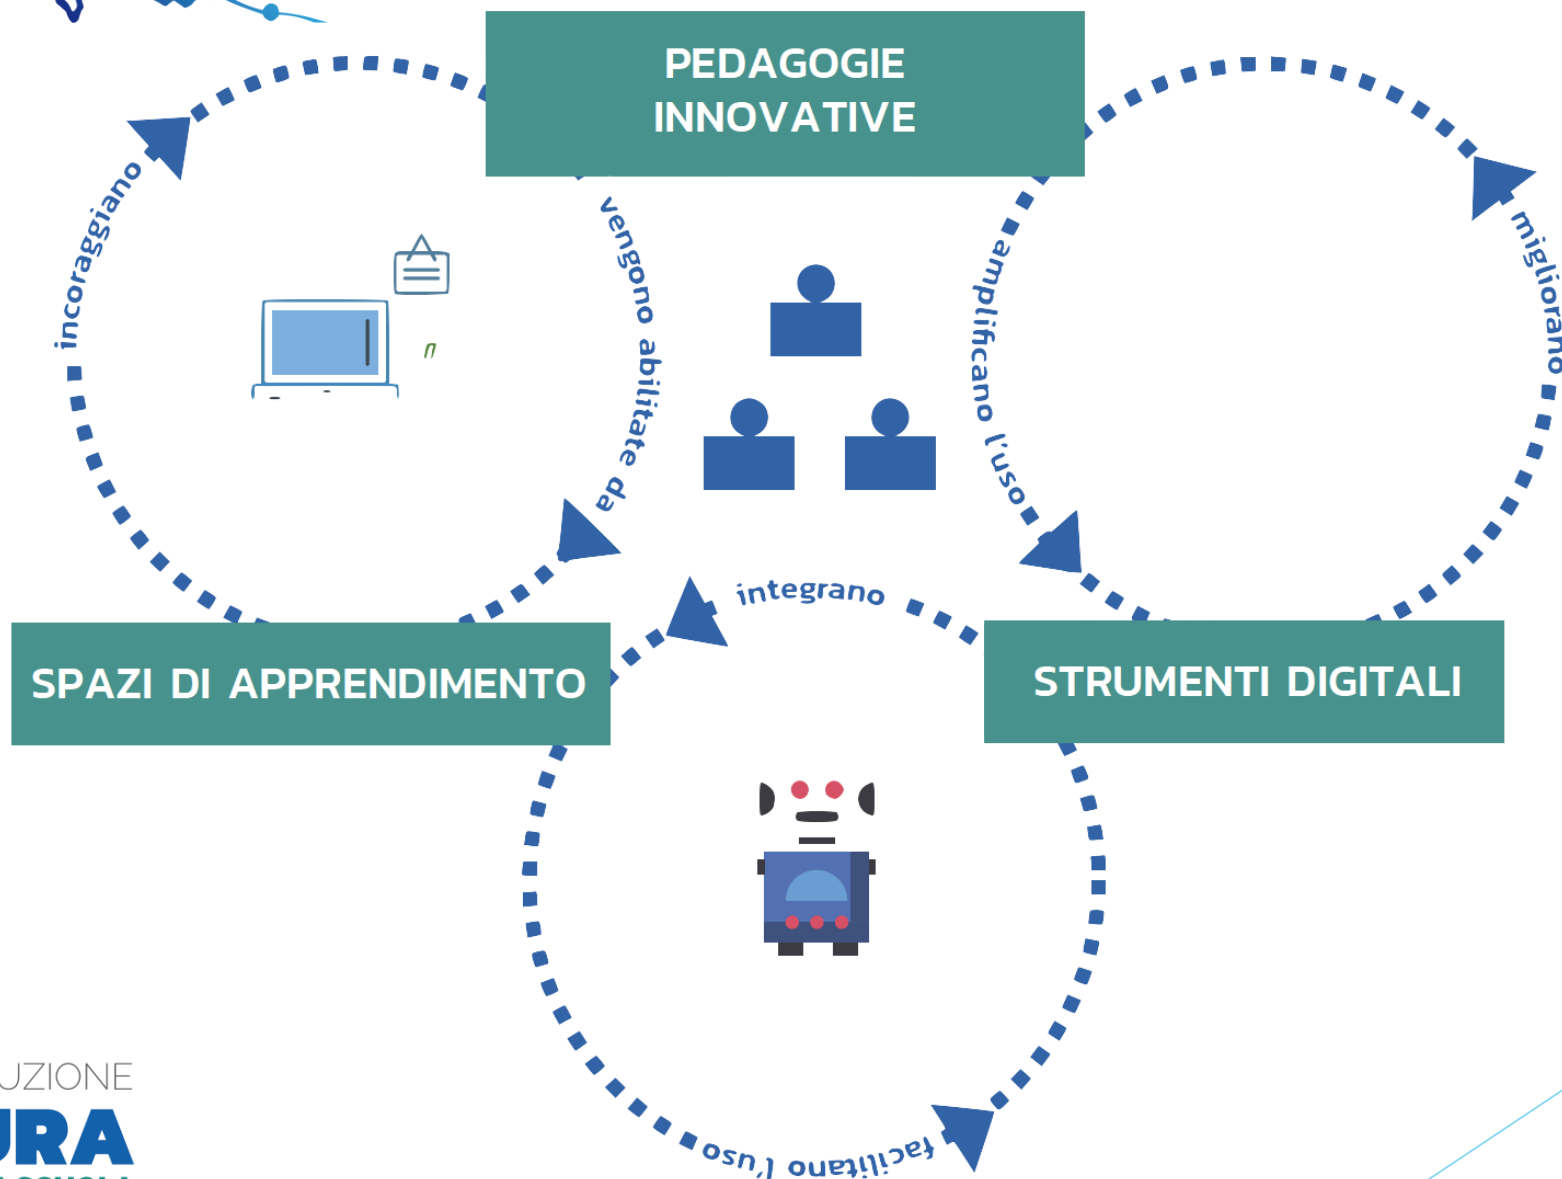 PEDAGOGIE
INNOVATIVE
incoraggiano
vengono abilitate da
amplificano l'uso
migliorano
integrano
SPAZI DI APPRENDIMENTO
STRUMENTI DIGITALI
facilitano l'uso
UZIONE
URA
SCUOLA